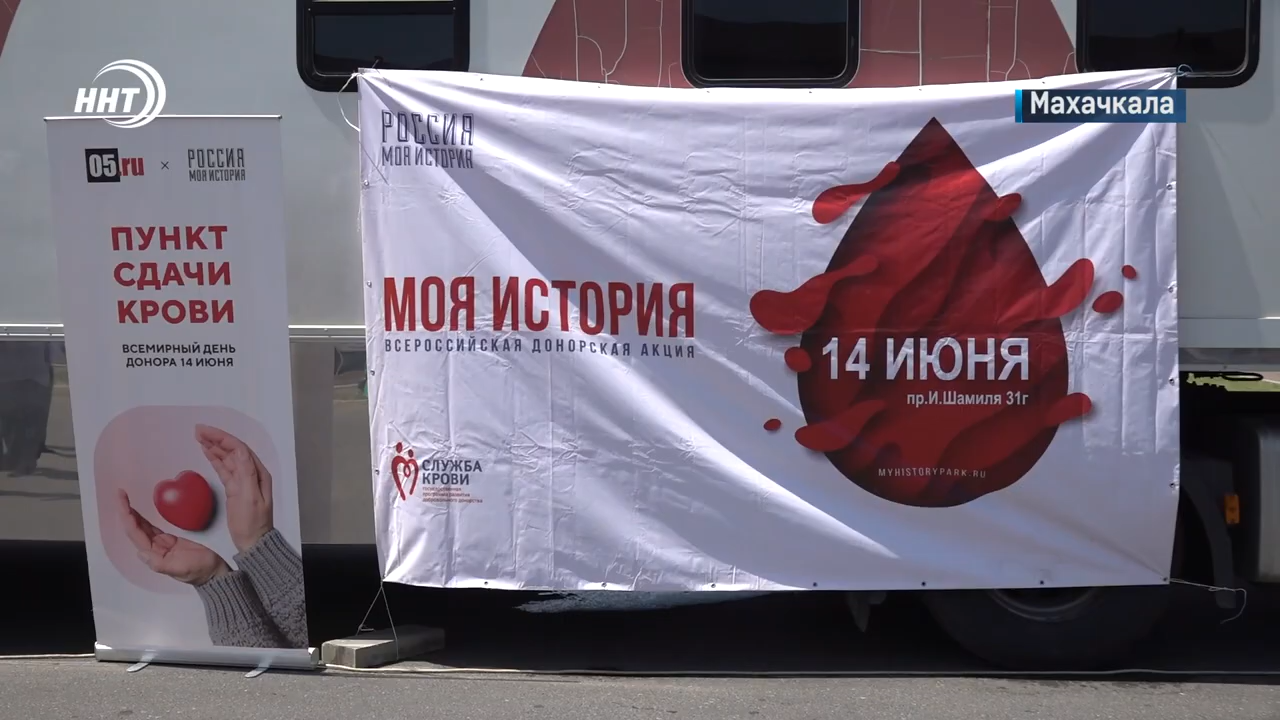 ННТ
Махачкала
05.ru × РОССИЯ
МОЯ ИСТОРИЯ
ПУНКТ
СДАЧИ
КРОВИ
ВСЕМИРНЫЙ ДЕНЬ
ДОНОРА 14 ИЮНЯ
РОССИЯ
МОЯ ИСТОРИЯ
МОЯ ИСТОРИЯ
ВСЕРОССИЙСКАЯ ДОНОРСКАЯ АКЦИЯ
14 ИЮНЯ
пр.И.Шамиля 31г
MYHISTORYPARK.RU
СЛУЖБА
КРОВИ